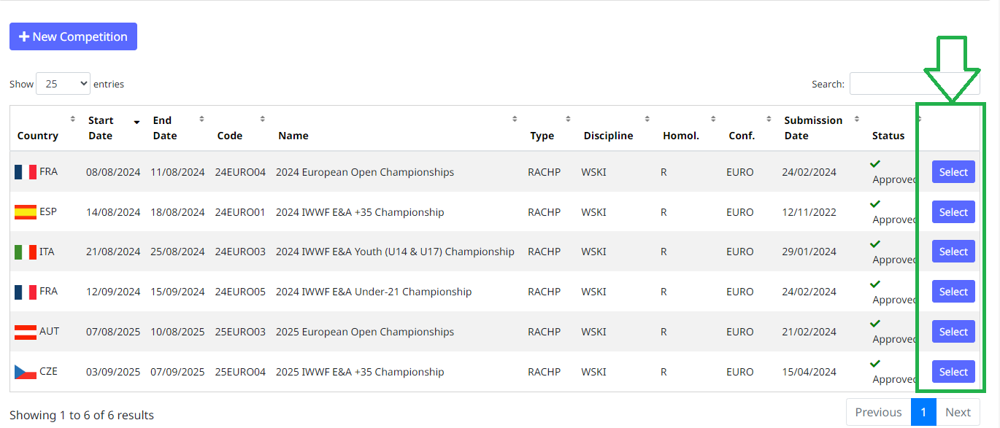 + New Competition
Show 25 entries
Search:
Country Start Date End Date Code Name Type Discipline Homol. Conf. Submission Date Status
FRA 08/08/2024 11/08/2024 24EURO04 2024 European Open Championships RACHP WSKI R EURO 24/02/2024 Approved Select
ESP 14/08/2024 18/08/2024 24EURO01 2024 IWWF E&A +35 Championship RACHP WSKI R EURO 12/11/2022 Approved Select
ITA 21/08/2024 25/08/2024 24EURO03 2024 IWWF E&A Youth (U14 & U17) Championship RACHP WSKI R EURO 29/01/2024 Approved Select
FRA 12/09/2024 15/09/2024 24EURO05 2024 IWWF E&A Under-21 Championship RACHP WSKI R EURO 24/02/2024 Approved Select
AUT 07/08/2025 10/08/2025 25EURO03 2025 European Open Championships RACHP WSKI R EURO 21/02/2024 Approved Select
CZE 03/09/2025 07/09/2025 25EURO04 2025 IWWF E&A +35 Championship RACHP WSKI R EURO 15/04/2024 Approved Select
Showing 1 to 6 of 6 results
Previous 1 Next